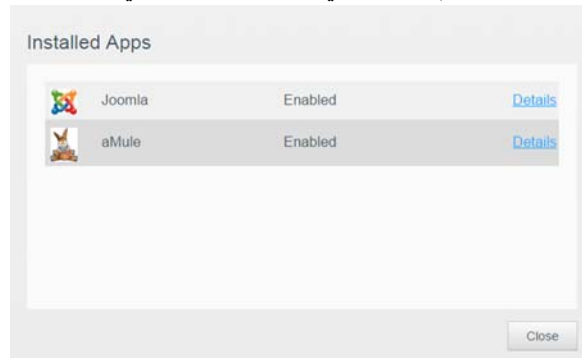 Installed Apps
Joomla Enabled Details
aMule Enabled Details
Close